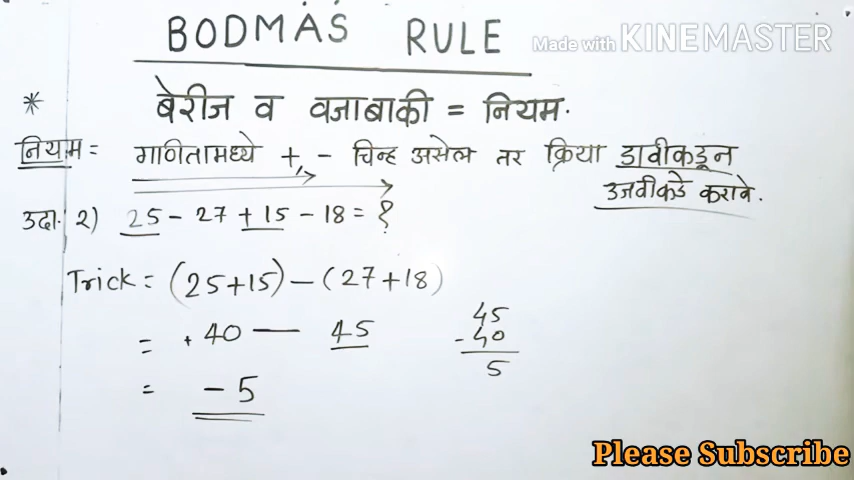 BODMAS RULE
Made with KINEMASTER
* बेरीज व वजाबाकी = नियम.
नियम = गणितामध्ये +, - चिन्ह असेल तर क्रिया डावीकडून
उजवीकडे करावे.
उदा. २) 25 - 27 + 15 - 18 = ?
Trick = (25+15) - (27+18)
= +40 - 45
45
- 40
5
= - 5
Please Subscribe